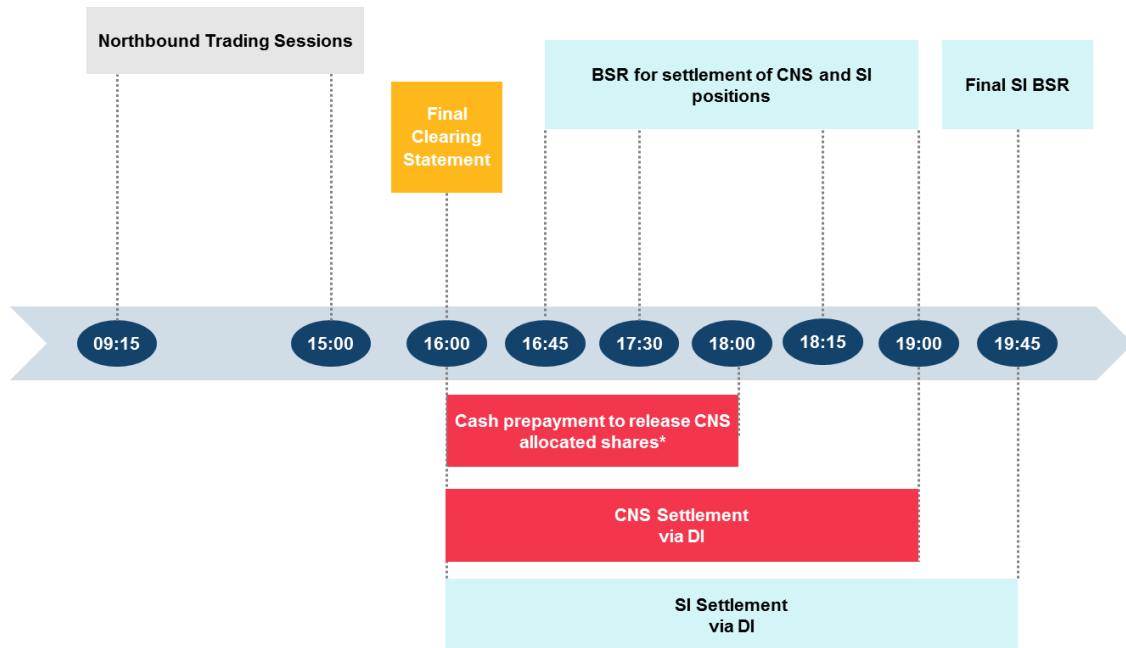 Northbound Trading Sessions
BSR for settlement of CNS and SI
positions
Final SI BSR
Final
Clearing
Statement
09:15
15:00
16:00
16:45
17:30
18:00
18:15
19:00
19:45
Cash prepayment to release CNS
allocated shares*
CNS Settlement
via DI
SI Settlement
via DI